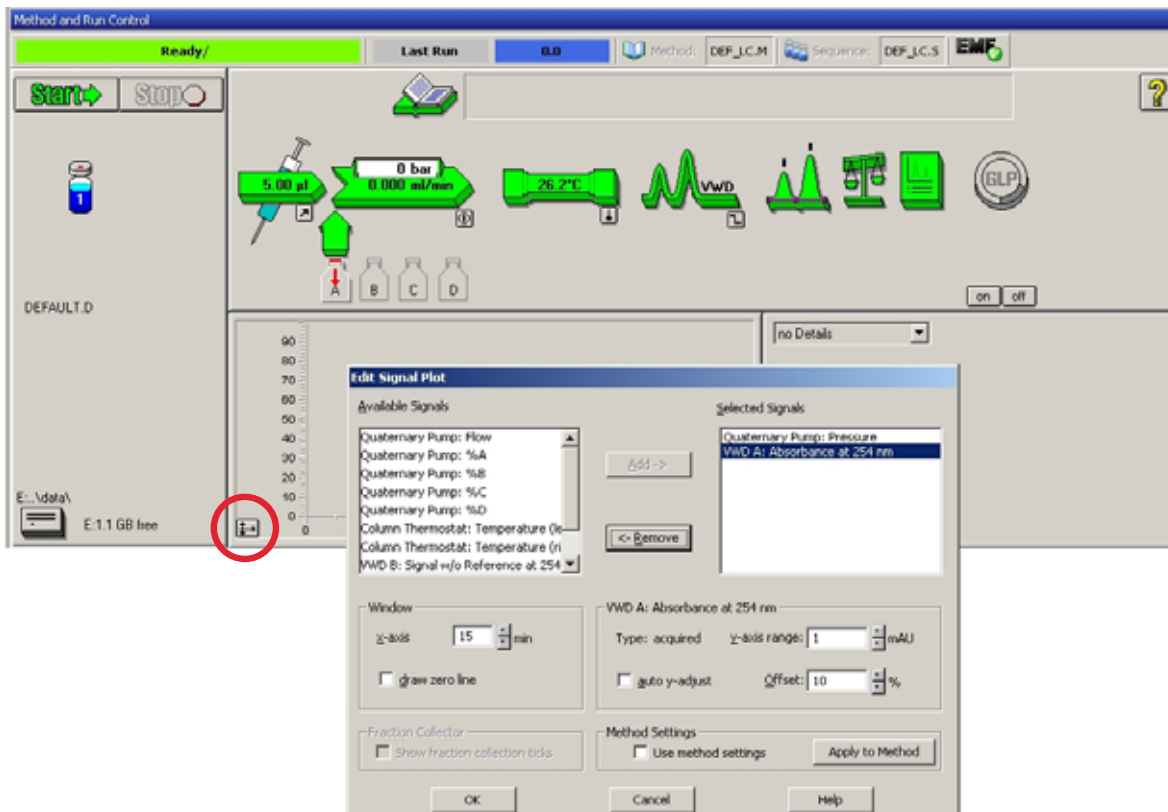 Method and Run Control
Ready/ Last Run 0.0 Method: DEF_LC.M Sequence: DEF_LC.S EMF
Start Stop
?
1
5.00 µl
0 bar
0.000 ml/min
26.2°C
VWD
GLP
A B C D
on off
DEFAULT.D
E:..\data\
E:1.1 GB free
90
80
70
60
50
40
30
20
10
0
0
no Details
Edit Signal Plot
Available Signals
Quaternary Pump: Flow
Quaternary Pump: %A
Quaternary Pump: %B
Quaternary Pump: %C
Quaternary Pump: %D
Column Thermostat: Temperature (le
Column Thermostat: Temperature (ri
VWD B: Signal w/o Reference at 254
Add ->
<- Remove
Selected Signals
Quaternary Pump: Pressure
VWD A: Absorbance at 254 nm
Window
x-axis 15 min
draw zero line
VWD A: Absorbance at 254 nm
Type: acquired y-axis range: 1 mAU
auto y-adjust Offset: 10 %
Fraction Collector
Show fraction collection ticks
Method Settings
Use method settings Apply to Method
OK Cancel Help